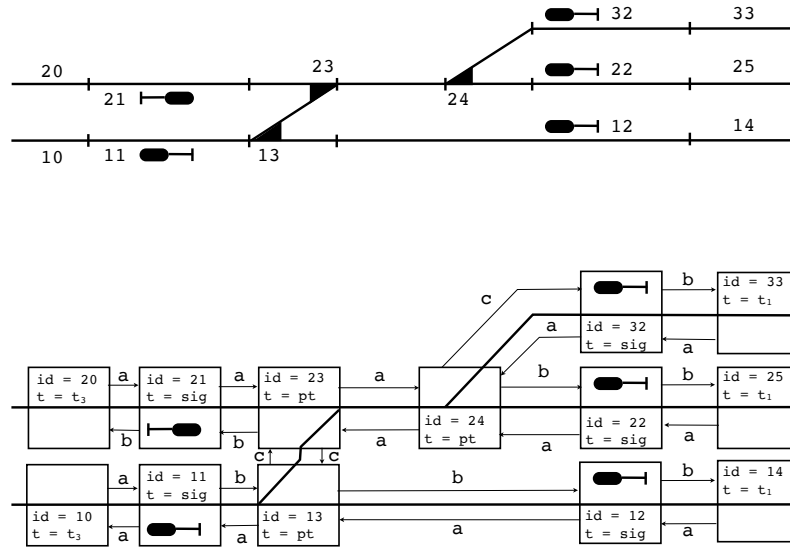 32 33
20 23 22 25
21 24
12 14
10 11 13
c b id = 33
t = t₁
a id = 32
t = sig
a
id = 20 a id = 21 a id = 23 a b b id = 25
t = t₃ t = sig t = pt t = t₁
b b a id = 24 a id = 22 a
t = pt t = sig
c c
a id = 11 b b b id = 14
t = sig t = t₁
id = 10 a a id = 13 a id = 12 a
t = t₃ t = pt t = sig